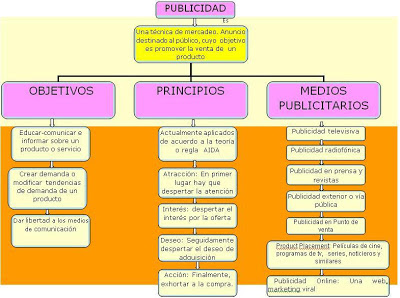 PUBLICIDAD
Es
Una técnica de mercadeo. Anuncio
destinado al público, cuyo objetivo
es promover la venta de un
producto
OBJETIVOS
Educar-comunicar e
informar sobre un
producto o servicio
Crear demanda o
modificar tendencias
de demanda de un
producto
Dar libertad a los medios
de comunicación
PRINCIPIOS
Actualmente aplicados
de acuerdo a la teoría
o regla AIDA
Atracción: En primer
lugar hay que
despertar la atención
Interés: despertar el
interés por la oferta
Deseo: Seguidamente
despertar el deseo de
adquisición
Acción: Finalmente,
exhortar a la compra.
MEDIOS
PUBLICITARIOS
Publicidad televisiva
Publicidad radiofónica
Publicidad en prensa y
revistas
Publicidad exterior o vía
pública
Publicidad en Punto de
venta
Product Placement Películas de cine,
programas de tv, series, noticieros y
similares
Publicidad Online: Una web,
marketing viral